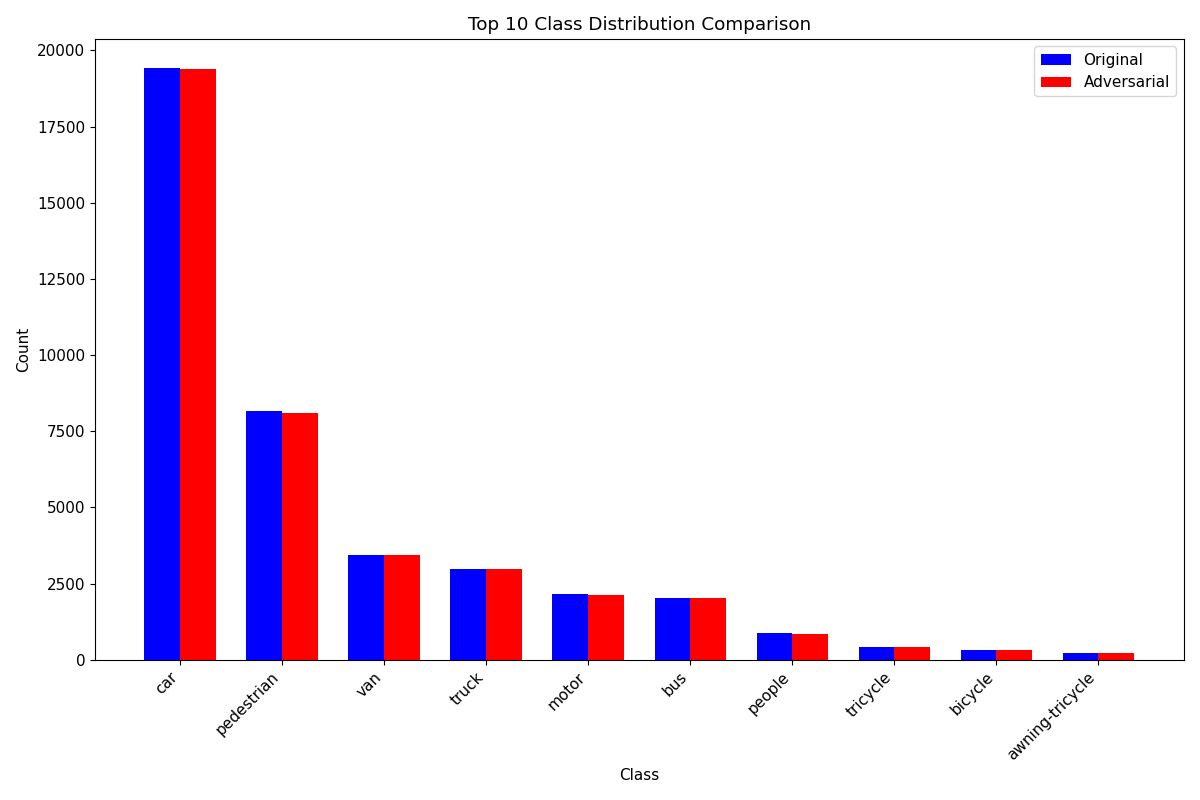 Top 10 Class Distribution Comparison
Original
Adversarial
20000
17500
15000
12500
10000
7500
5000
2500
0
Count
car
pedestrian
van
truck
motor
bus
people
tricycle
bicycle
awning-tricycle
Class